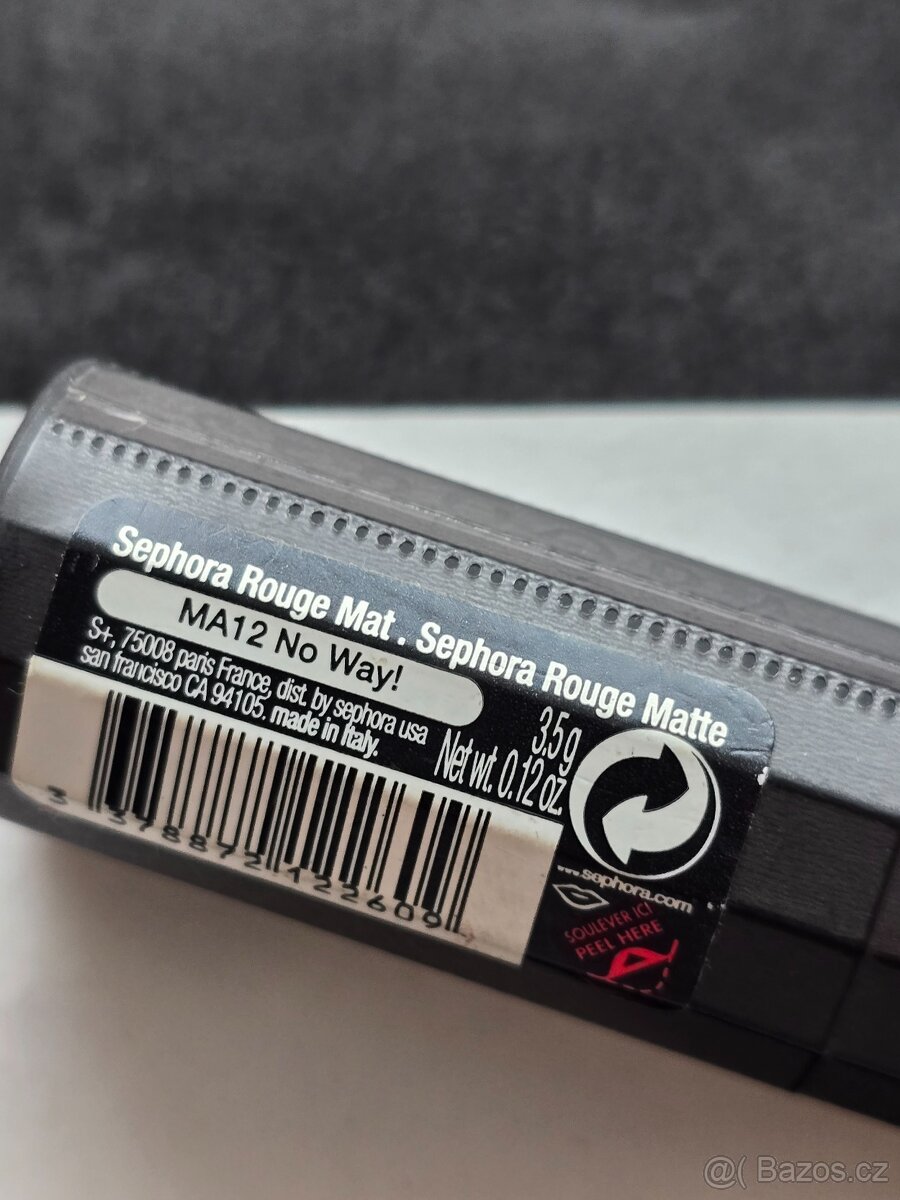 Sephora Rouge Mat . Sephora Rouge Matte
MA12 No Way!
S+, 75008 paris France, dist. by sephora usa
san francisco CA 94105. made in Italy.
3.5 g
Net wt. 0.12 oz.
3 378872 122609
www.sephora.com
SOULEVER ICI
PEEL HERE
@( Bazos.cz